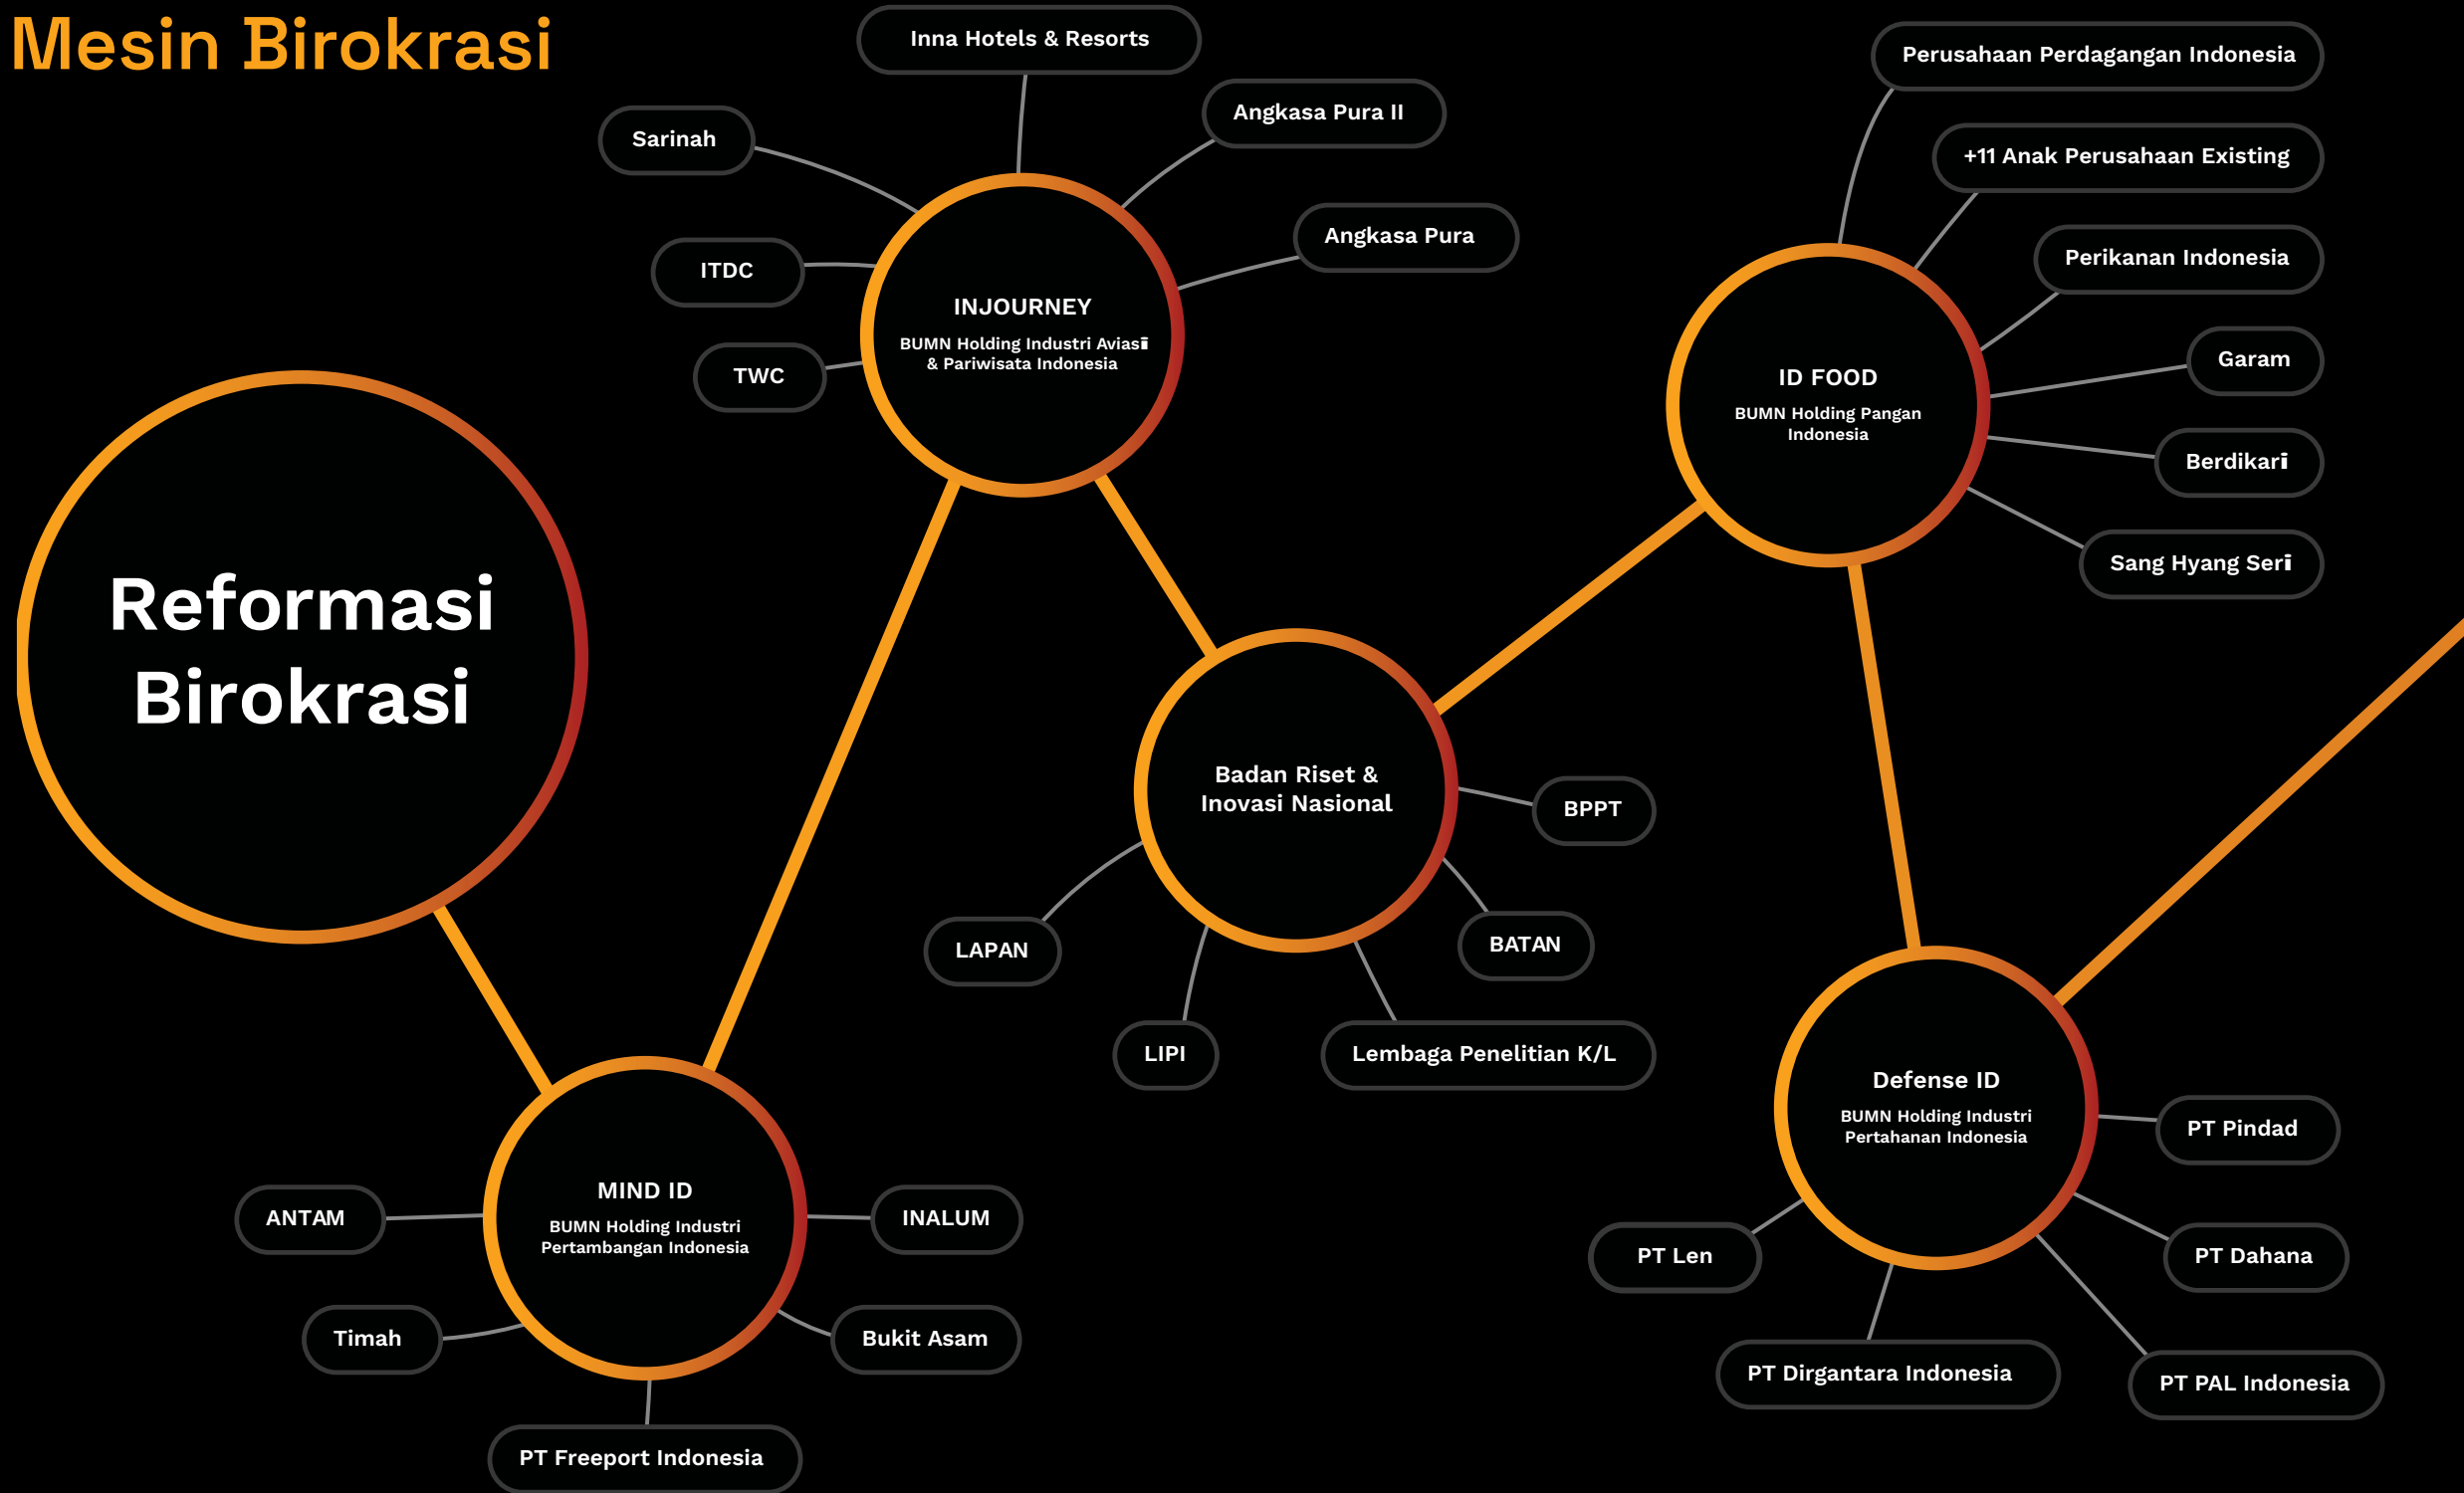 Mesin Birokrasi
Reformasi
Birokrasi
Inna Hotels & Resorts
Sarinah
Angkasa Pura II
ITDC
Angkasa Pura
TWC
INJOURNEY
BUMN Holding Industri Aviasi
& Pariwisata Indonesia
Perusahaan Perdagangan Indonesia
+11 Anak Perusahaan Existing
Perikanan Indonesia
Garam
Berdikari
Sang Hyang Seri
ID FOOD
BUMN Holding Pangan
Indonesia
Badan Riset &
Inovasi Nasional
BPPT
BATAN
LAPAN
LIPI
Lembaga Penelitian K/L
MIND ID
BUMN Holding Industri
Pertambangan Indonesia
ANTAM
INALUM
Timah
Bukit Asam
PT Freeport Indonesia
Defense ID
BUMN Holding Industri
Pertahanan Indonesia
PT Pindad
PT Len
PT Dahana
PT Dirgantara Indonesia
PT PAL Indonesia